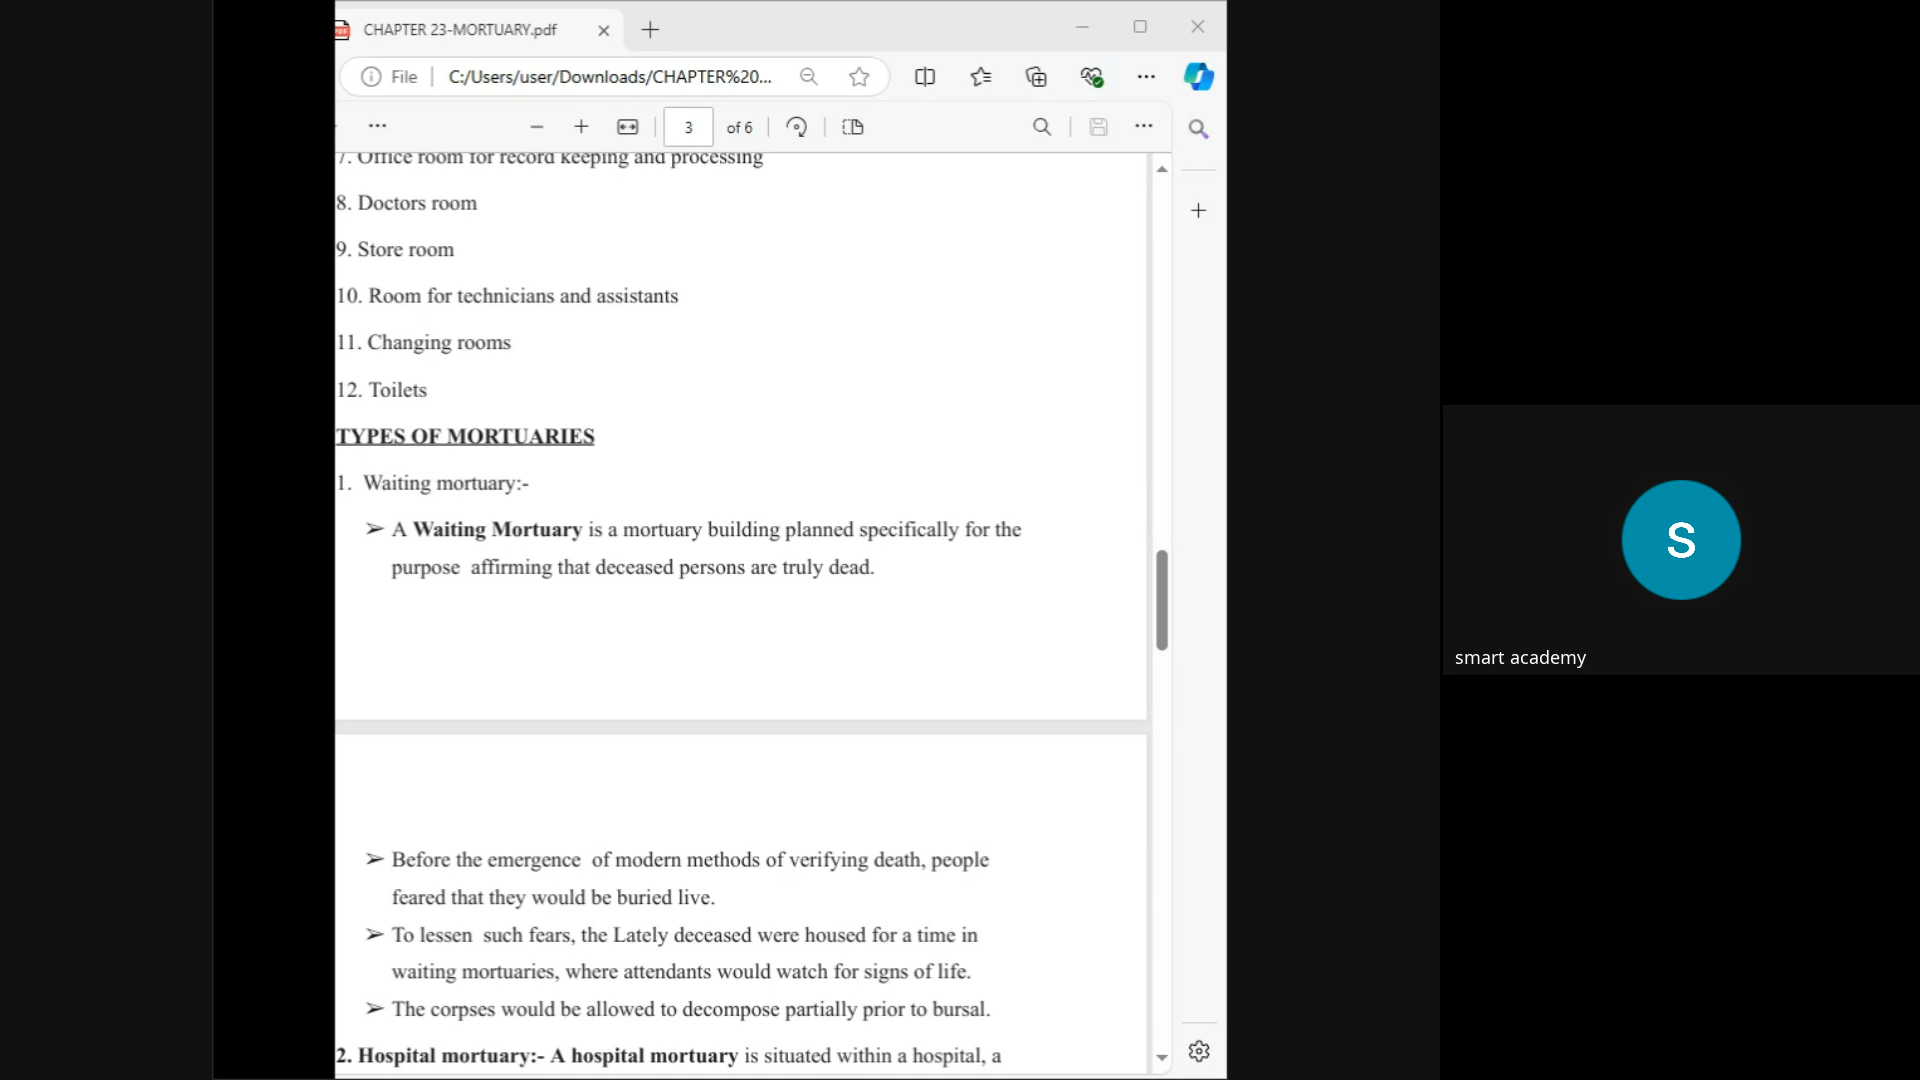 CHAPTER 23-MORTUARY.pdf
File C:/Users/user/Downloads/CHAPTER%20...
3 of 6
7. Office room for record keeping and processing
8. Doctors room
9. Store room
10. Room for technicians and assistants
11. Changing rooms
12. Toilets
TYPES OF MORTUARIES
1. Waiting mortuary:-
➢ A Waiting Mortuary is a mortuary building planned specifically for the
purpose affirming that deceased persons are truly dead.
➢ Before the emergence of modern methods of verifying death, people
feared that they would be buried live.
➢ To lessen such fears, the Lately deceased were housed for a time in
waiting mortuaries, where attendants would watch for signs of life.
➢ The corpses would be allowed to decompose partially prior to bursal.
2. Hospital mortuary:- A hospital mortuary is situated within a hospital, a
S
smart academy